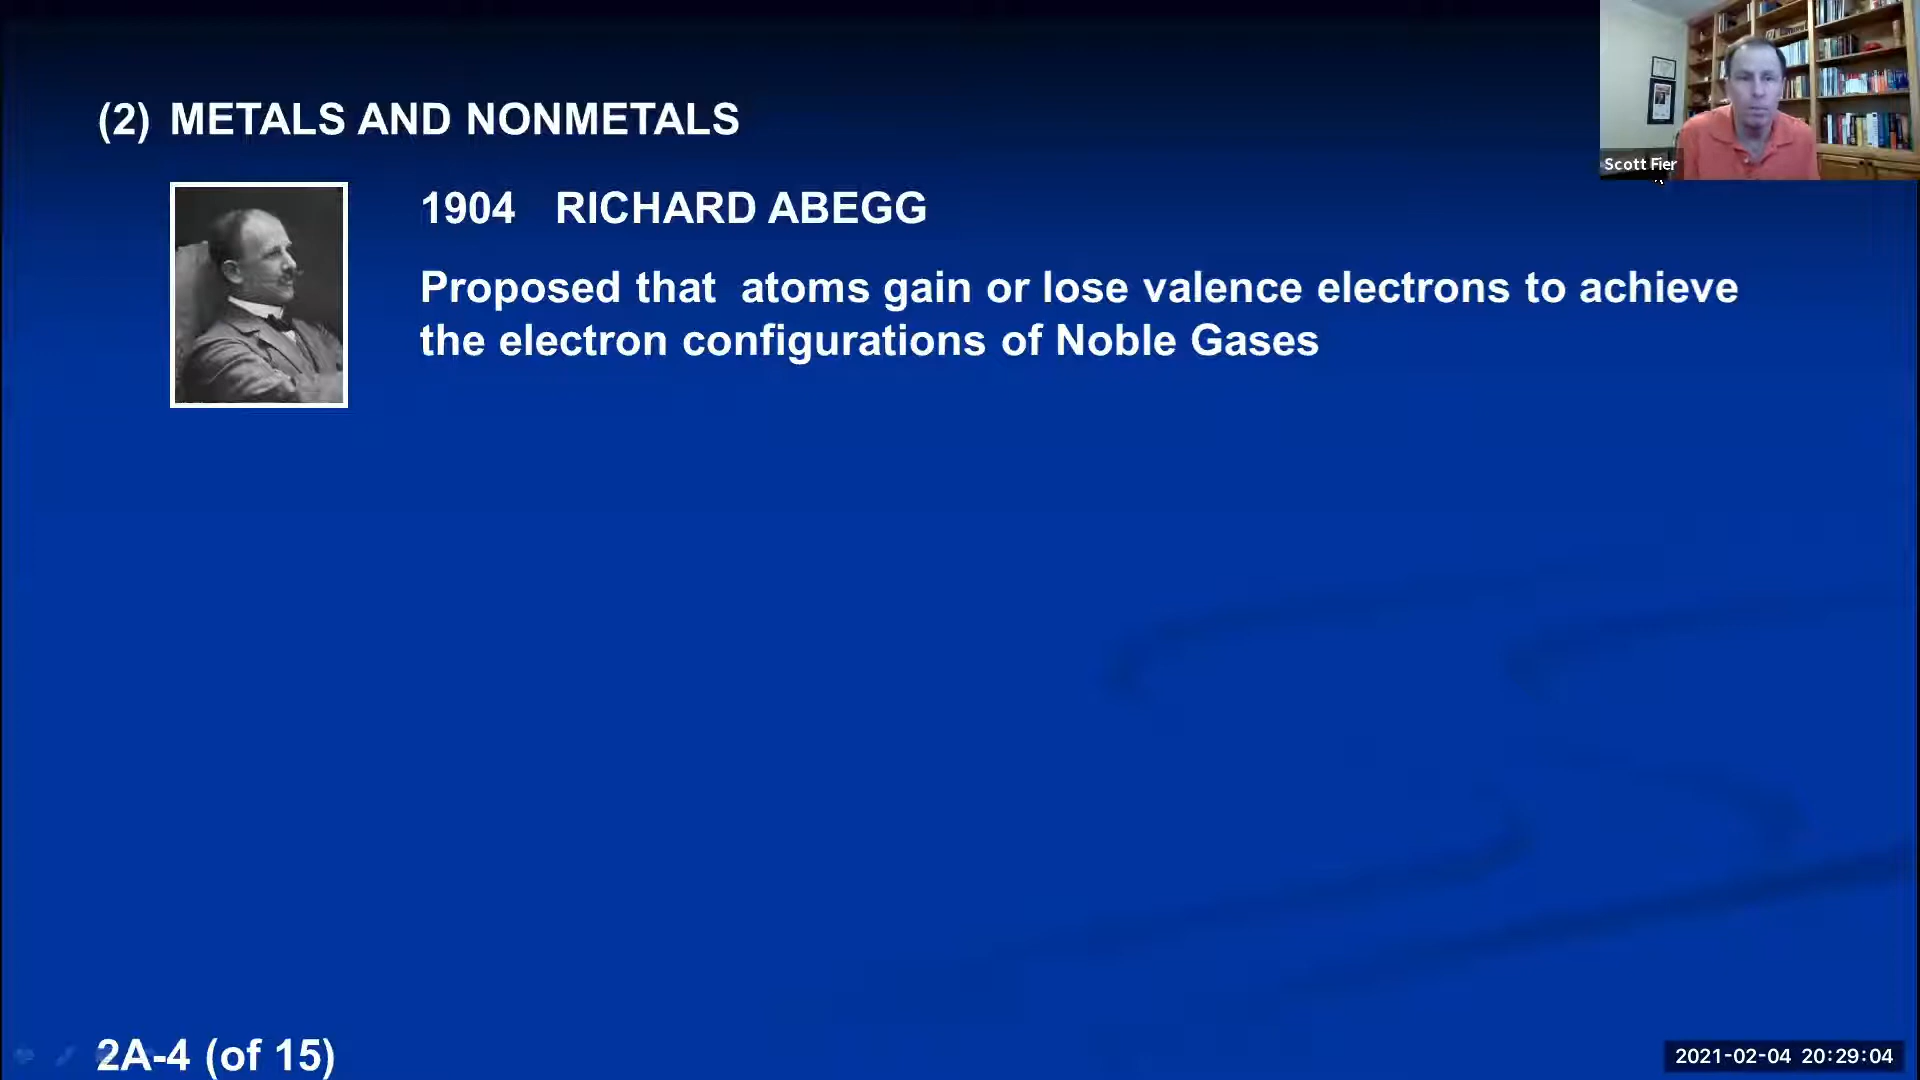 (2) METALS AND NONMETALS
1904 RICHARD ABEGG
Proposed that atoms gain or lose valence electrons to achieve
the electron configurations of Noble Gases
Scott Fier
2A-4 (of 15)
2021-02-04 20:29:04